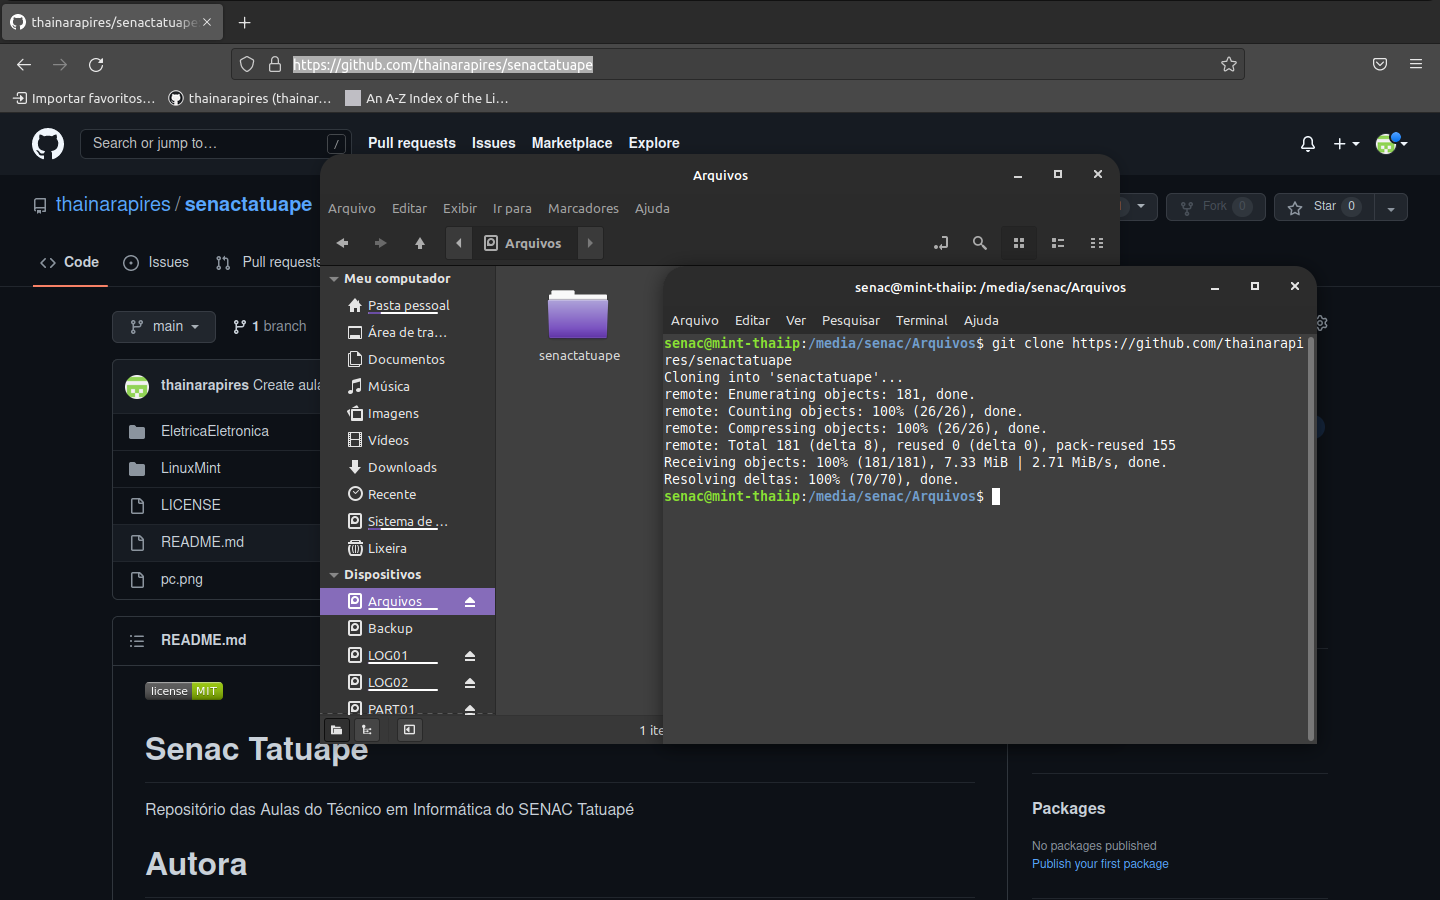 thainarapires/senactatuape
https://github.com/thainarapires/senactatuape
Importar favoritos…
thainarapires (thainar…
An A-Z Index of the Li…
Search or jump to…
/
Pull requests
Issues
Marketplace
Explore
thainarapires / senactatuape
Fork 0
Star 0
Code
Issues
Pull requests
main
1 branch
thainarapires Create aula
EletricaEletronica
LinuxMint
LICENSE
README.md
pc.png
README.md
license MIT
Senac Tatuapé
Repositório das Aulas do Técnico em Informática do SENAC Tatuapé
Autora
Packages
No packages published
Publish your first package
Arquivos
Arquivo Editar Exibir Ir para Marcadores Ajuda
Arquivos
Meu computador
Pasta pessoal
Área de tra…
Documentos
Música
Imagens
Vídeos
Downloads
Recente
Sistema de …
Lixeira
Dispositivos
Arquivos
Backup
LOG01
LOG02
PART01
senactatuape
1 ite
senac@mint-thaiip: /media/senac/Arquivos
Arquivo Editar Ver Pesquisar Terminal Ajuda
senac@mint-thaiip:/media/senac/Arquivos$ git clone https://github.com/thainarapi
res/senactatuape
Cloning into 'senactatuape'...
remote: Enumerating objects: 181, done.
remote: Counting objects: 100% (26/26), done.
remote: Compressing objects: 100% (26/26), done.
remote: Total 181 (delta 8), reused 0 (delta 0), pack-reused 155
Receiving objects: 100% (181/181), 7.33 MiB | 2.71 MiB/s, done.
Resolving deltas: 100% (70/70), done.
senac@mint-thaiip:/media/senac/Arquivos$